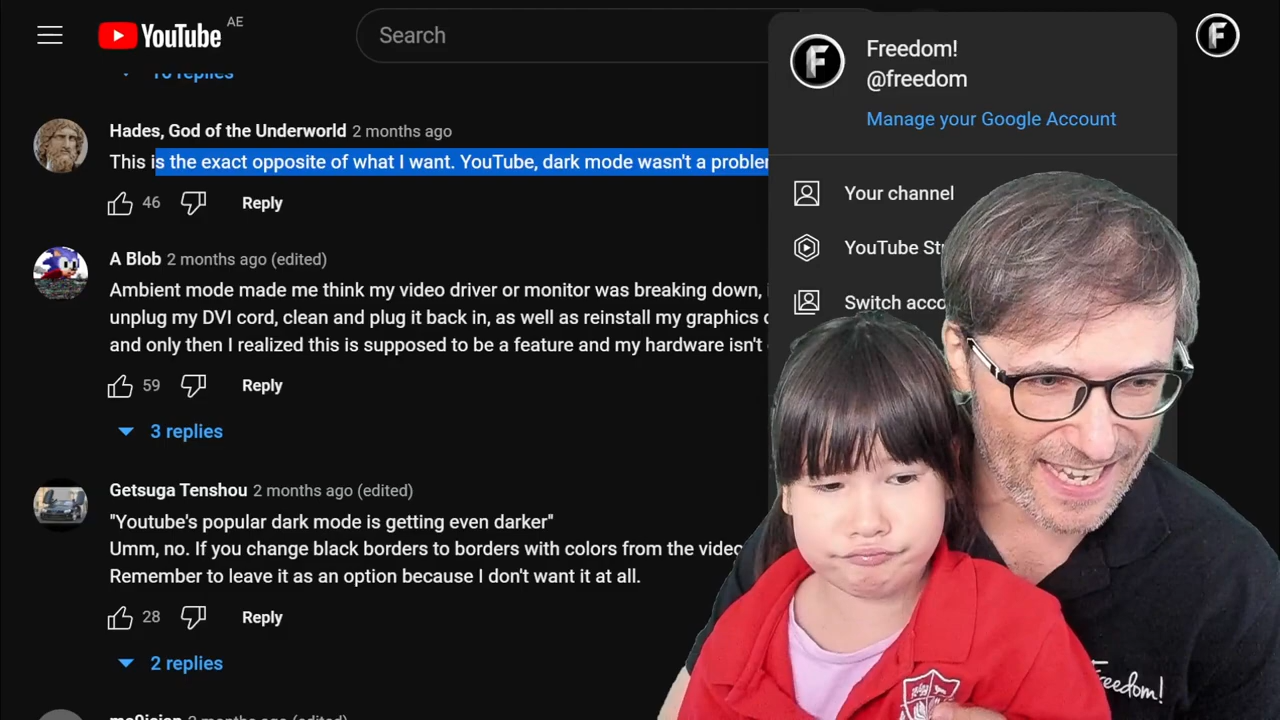 YouTube AE
Search
Freedom!
@freedom
Manage your Google Account
Your channel
YouTube
Switch
replies
Hades, God of the Underworld 2 months ago
This is the exact opposite of what I want. YouTube, dark mode wasn't a
46
Reply
A Blob 2 months ago (edited)
Ambient mode made me think my video driver or monitor was breaking down,
unplug my DVI cord, clean and plug it back in, as well as reinstall my graphics
and only then I realized this is supposed to be a feature and my hardware isn't
59
Reply
3 replies
Getsuga Tenshou 2 months ago (edited)
"Youtube's popular dark mode is getting even darker"
Umm, no. If you change black borders to borders with colors from the video
Remember to leave it as an option because I don't want it at all.
28
Reply
2 replies
2 months ago (edited)
Freedom!